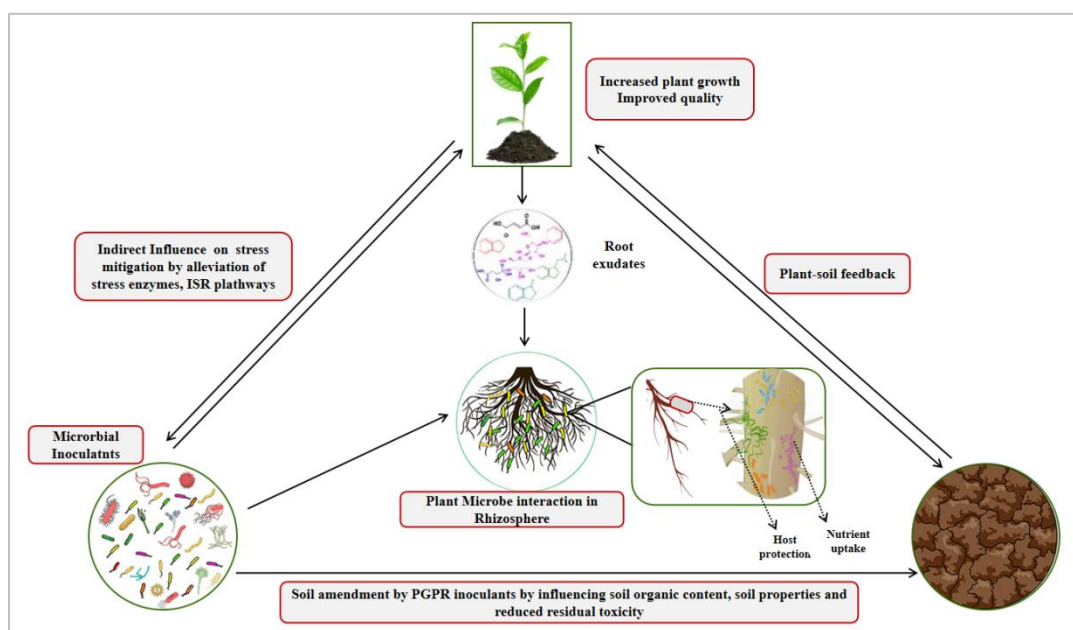 Increased plant growth
Improved quality
Root
exudates
Indirect Influence on stress
mitigation by alleviation of
stress enzymes, ISR plathways
Plant-soil feedback
Microrbial
Inoculatnts
Plant Microbe interaction in
Rhizosphere
Host
protection
Nutrient
uptake
Soil amendment by PGPR inoculants by influencing soil organic content, soil properties and
reduced residual toxicity